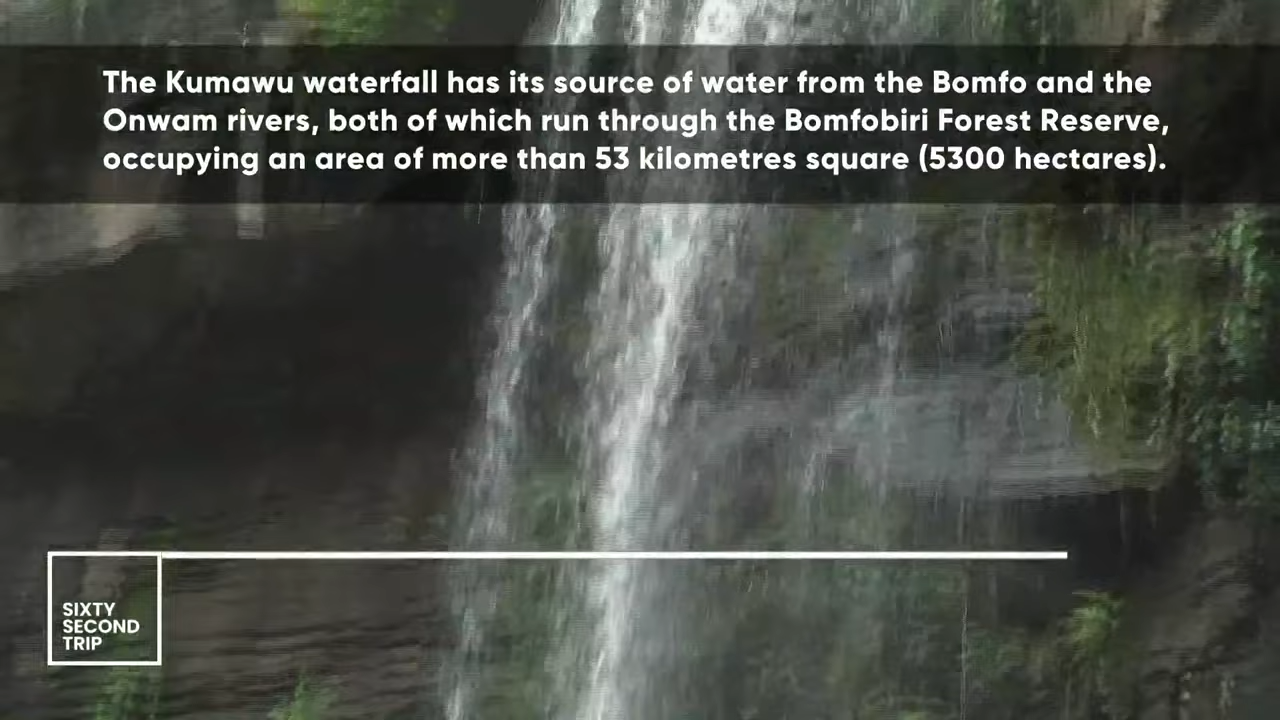 The Kumawu waterfall has its source of water from the Bomfo and the
Onwam rivers, both of which run through the Bomfobiri Forest Reserve,
occupying an area of more than 53 kilometres square (5300 hectares).
SIXTY
SECOND
TRIP